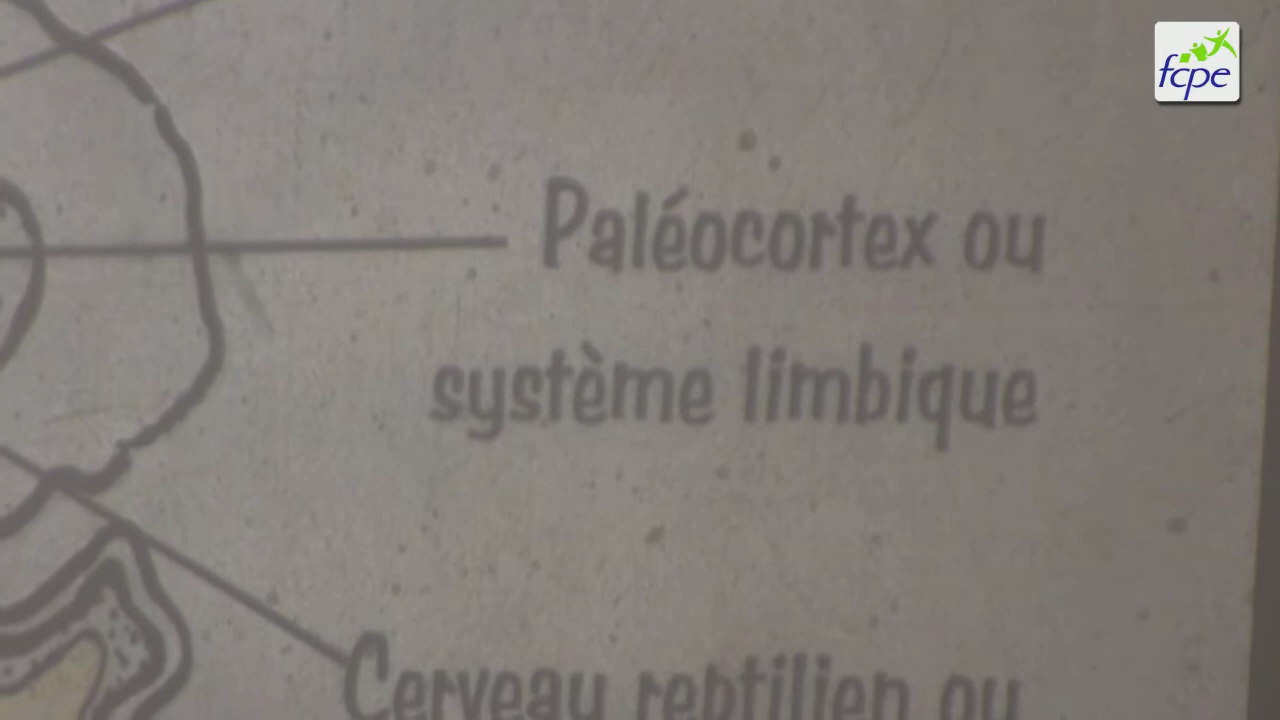 fcpe
Paléocortex ou
système limbique
Cerveau reptilien ou